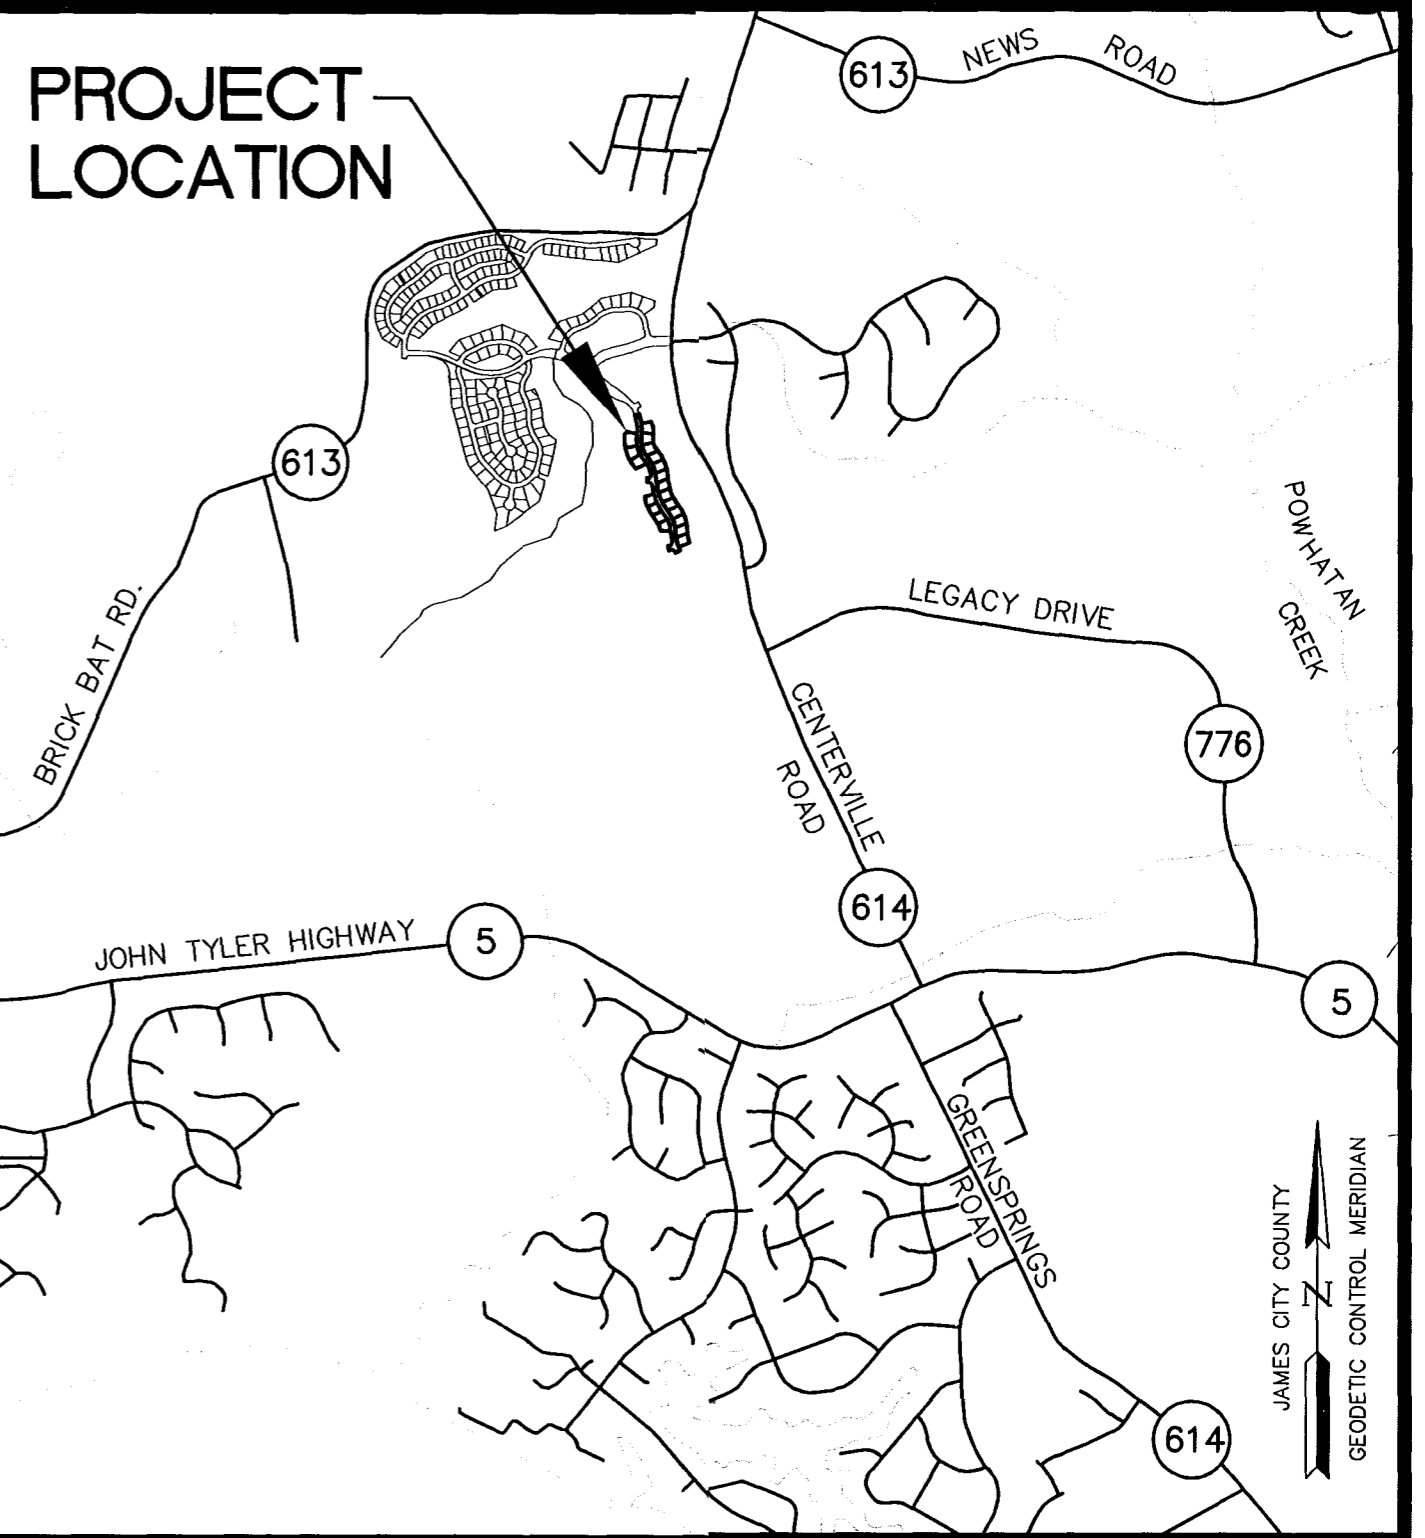 PROJECT
LOCATION
613
NEWS ROAD
613
BRICK BAT RD.
POWHATAN
CREEK
LEGACY DRIVE
776
CENTERVILLE
ROAD
614
JOHN TYLER HIGHWAY
5
5
GREENSPRINGS
ROAD
614
JAMES CITY COUNTY
N
GEODETIC CONTROL MERIDIAN